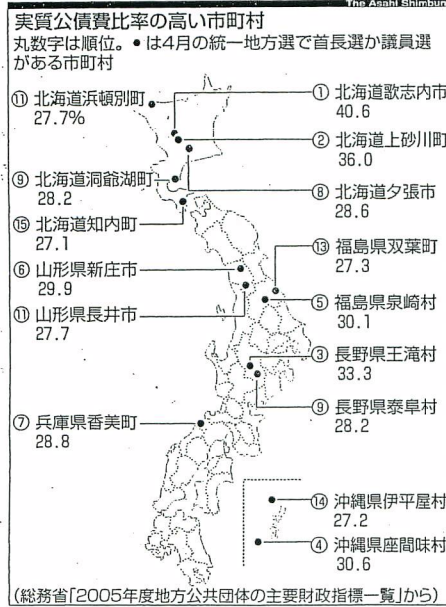 The Asahi Shimbun
実質公債費比率の高い市町村
丸数字は順位。●は4月の統一地方選で首長選か議員選
がある市町村
⑪ 北海道浜頓別町
27.7%
⑨ 北海道洞爺湖町
28.2
⑮ 北海道知内町
27.1
⑥ 山形県新庄市
29.9
⑪ 山形県長井市
27.7
⑦ 兵庫県香美町
28.8
① 北海道歌志内市
40.6
② 北海道上砂川町
36.0
⑧ 北海道夕張市
28.6
⑬ 福島県双葉町
27.3
⑤ 福島県泉崎村
30.1
③ 長野県王滝村
33.3
⑨ 長野県泰阜村
28.2
⑭ 沖縄県伊平屋村
27.2
④ 沖縄県座間味村
30.6
(総務省「2005年度地方公共団体の主要財政指標一覧」から)